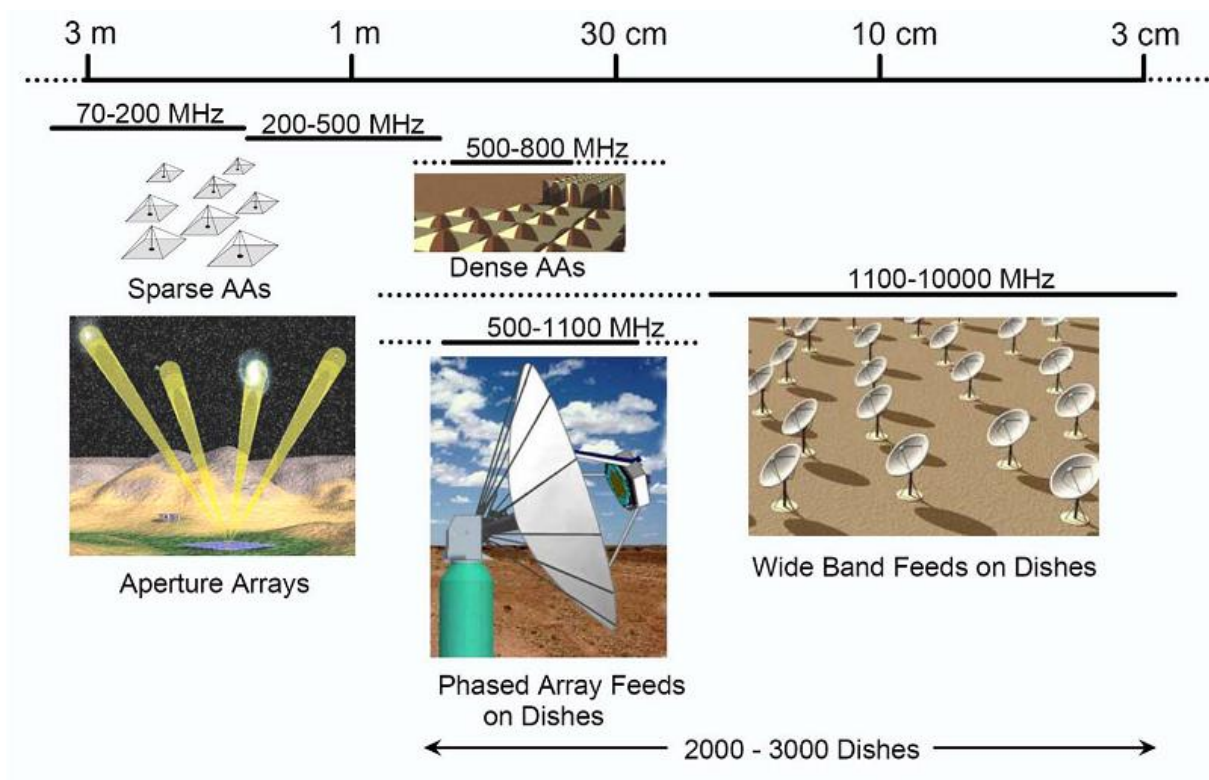 3 m 1 m 30 cm 10 cm 3 cm
70-200 MHz
200-500 MHz
500-800 MHz
Sparse AAs
Dense AAs
1100-10000 MHz
500-1100 MHz
Aperture Arrays
Wide Band Feeds on Dishes
Phased Array Feeds
on Dishes
2000 - 3000 Dishes